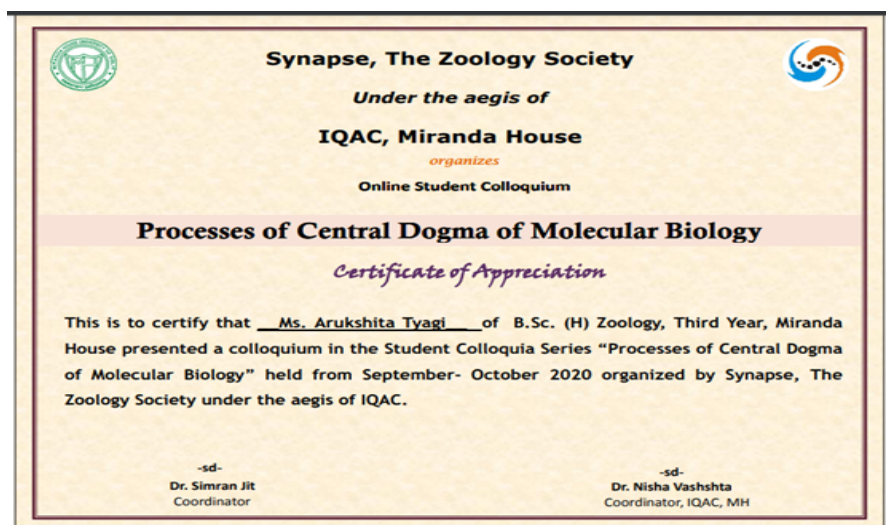 Synapse, The Zoology Society
Under the aegis of
IQAC, Miranda House
organizes
Online Student Colloquium
Processes of Central Dogma of Molecular Biology
Certificate of Appreciation
This is to certify that __Ms. Arukshita Tyagi__ of B.Sc. (H) Zoology, Third Year, Miranda
House presented a colloquium in the Student Colloquia Series “Processes of Central Dogma
of Molecular Biology” held from September- October 2020 organized by Synapse, The
Zoology Society under the aegis of IQAC.
-sd-
Dr. Simran Jit
Coordinator
-sd-
Dr. Nisha Vashshta
Coordinator, IQAC, MH